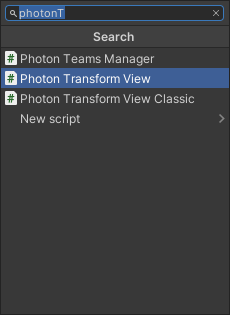 photonT
Search
# Photon Teams Manager
# Photon Transform View
# Photon Transform View Classic
New script